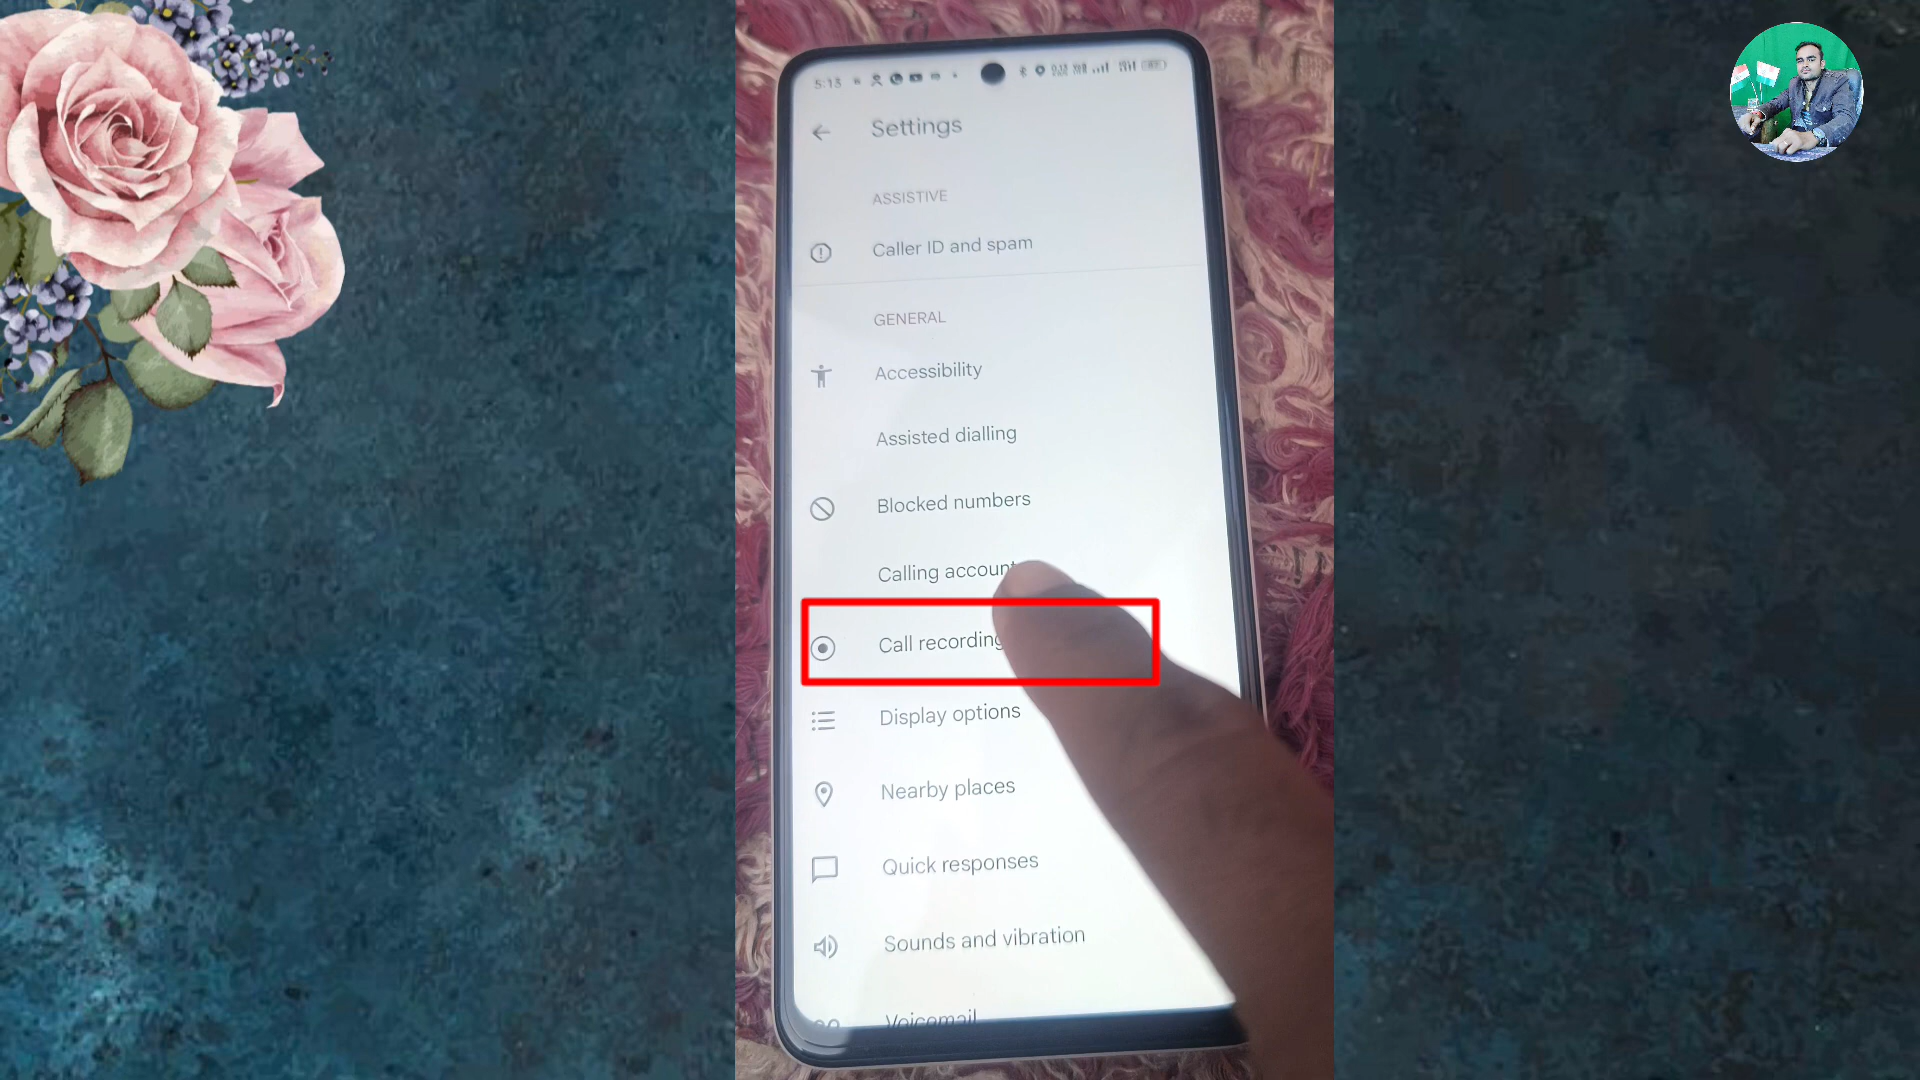 5:15
Settings
ASSISTIVE
Caller ID and spam
GENERAL
Accessibility
Assisted dialling
Blocked numbers
Calling account
Call recording
Display options
Nearby places
Quick responses
Sounds and vibration
Voicemail